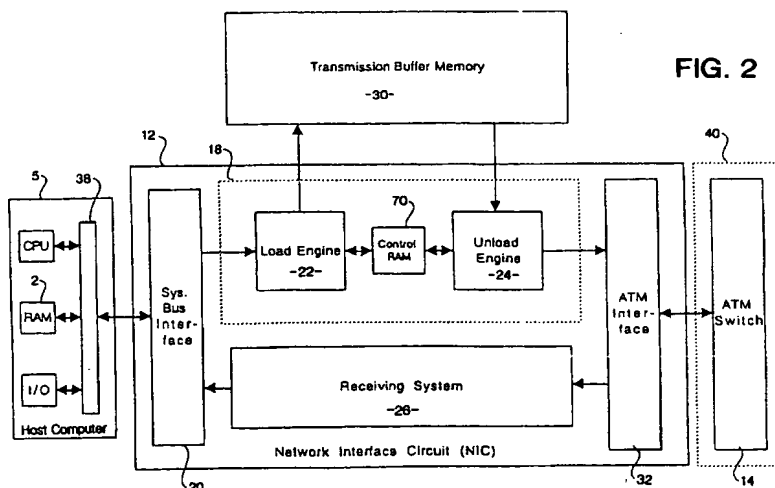 FIG. 2
Transmission Buffer Memory
-30-
12
18
40
5
38
70
CPU
2
RAM
I/O
Host Computer
Sys.
Bus
Inter-
face
Load Engine
-22-
Control
RAM
Unload
Engine
-24-
ATM
Inter-
face
ATM
Switch
Receiving System
-26-
Network Interface Circuit (NIC)
20
32
14